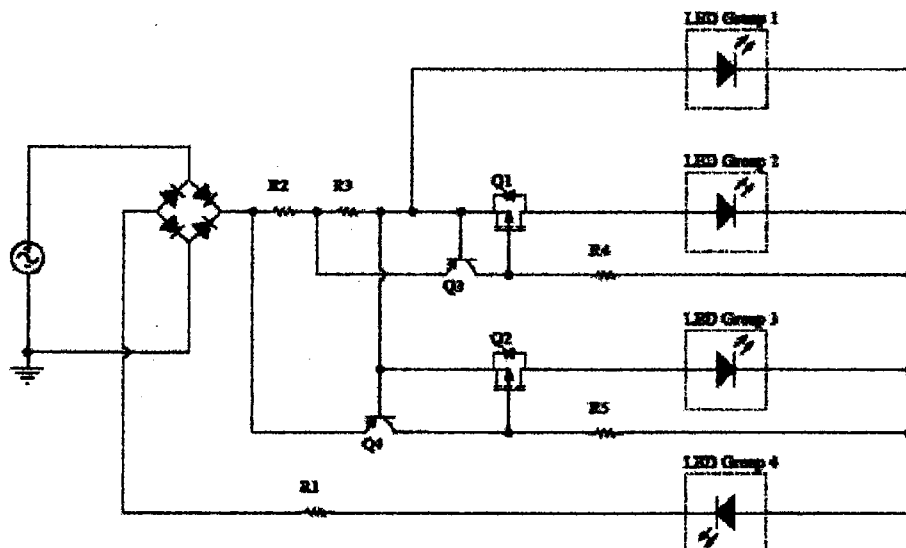 LED Group 1
LED Group 2
R2 R3 Q1
R4
Q3
LED Group 3
Q2
R5
Q4
LED Group 4
R1